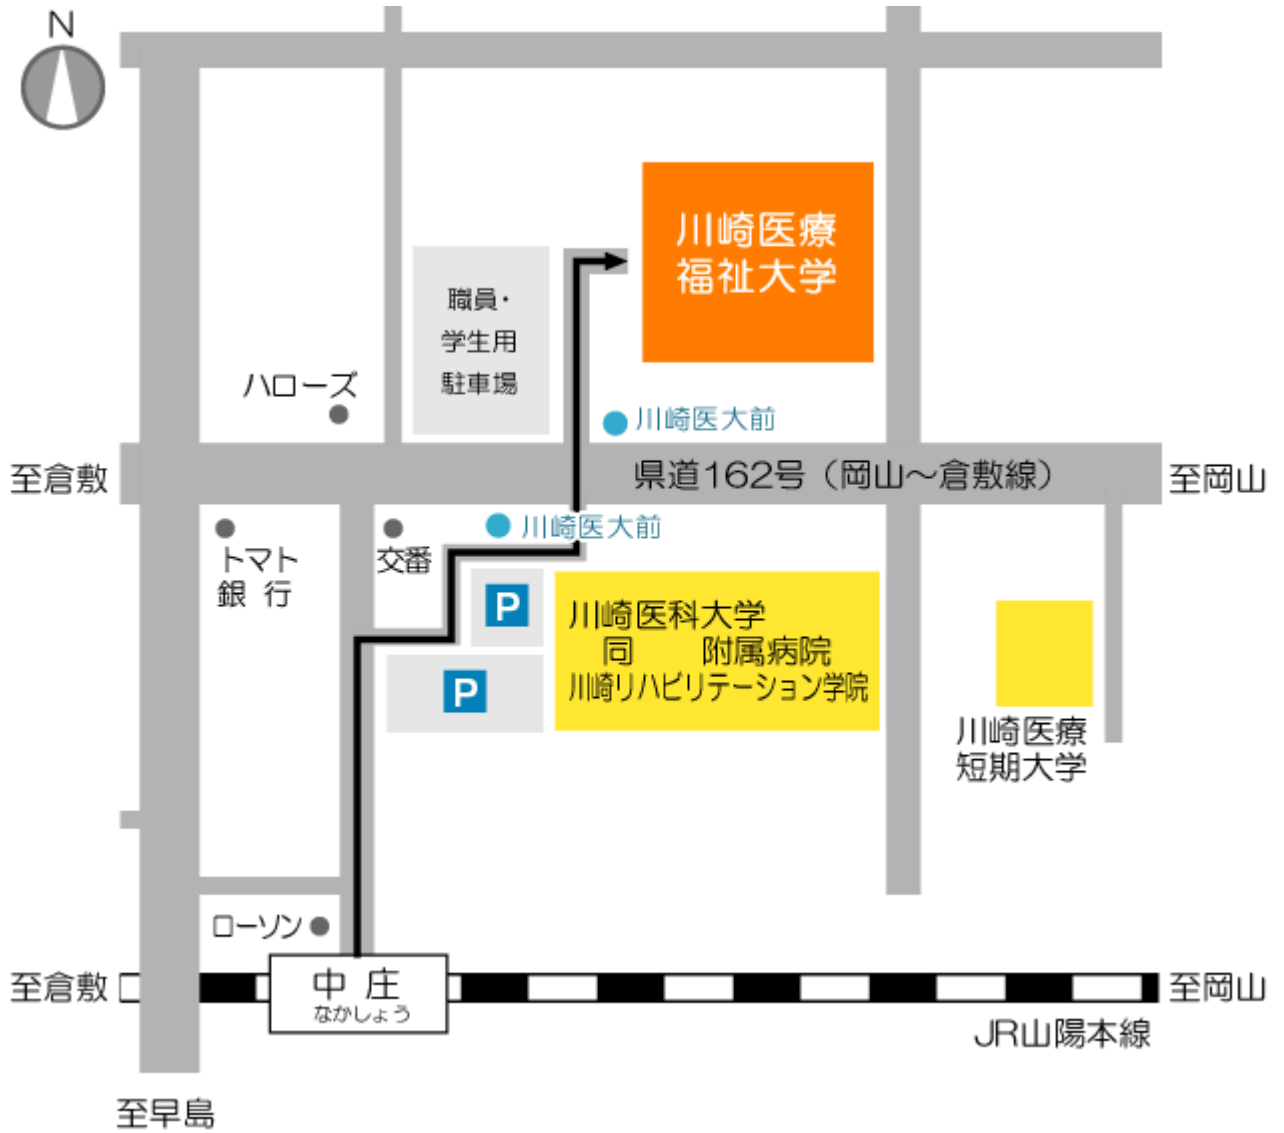 N
川崎医療
福祉大学
職員・
学生用
駐車場
ハローズ
川崎医大前
至倉敷
県道162号（岡山～倉敷線）
至岡山
川崎医大前
トマト
銀 行
交番
P
P
川崎医科大学
同　　附属病院
川崎リハビリテーション学院
川崎医療
短期大学
ローソン
至倉敷
中 庄
なかしょう
至岡山
JR山陽本線
至早島